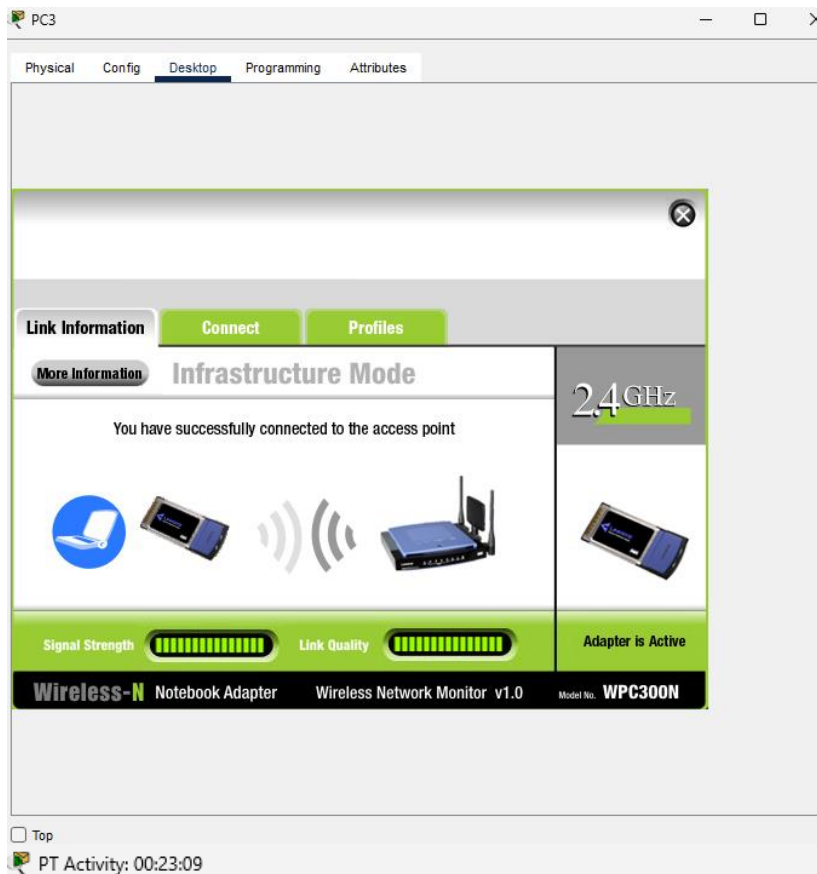 PC3
Physical Config Desktop Programming Attributes
Link Information Connect Profiles
More Information Infrastructure Mode
2.4GHz
You have successfully connected to the access point
Signal Strength Link Quality Adapter is Active
Wireless-N Notebook Adapter Wireless Network Monitor v1.0 Model No. WPC300N
Top
PT Activity: 00:23:09